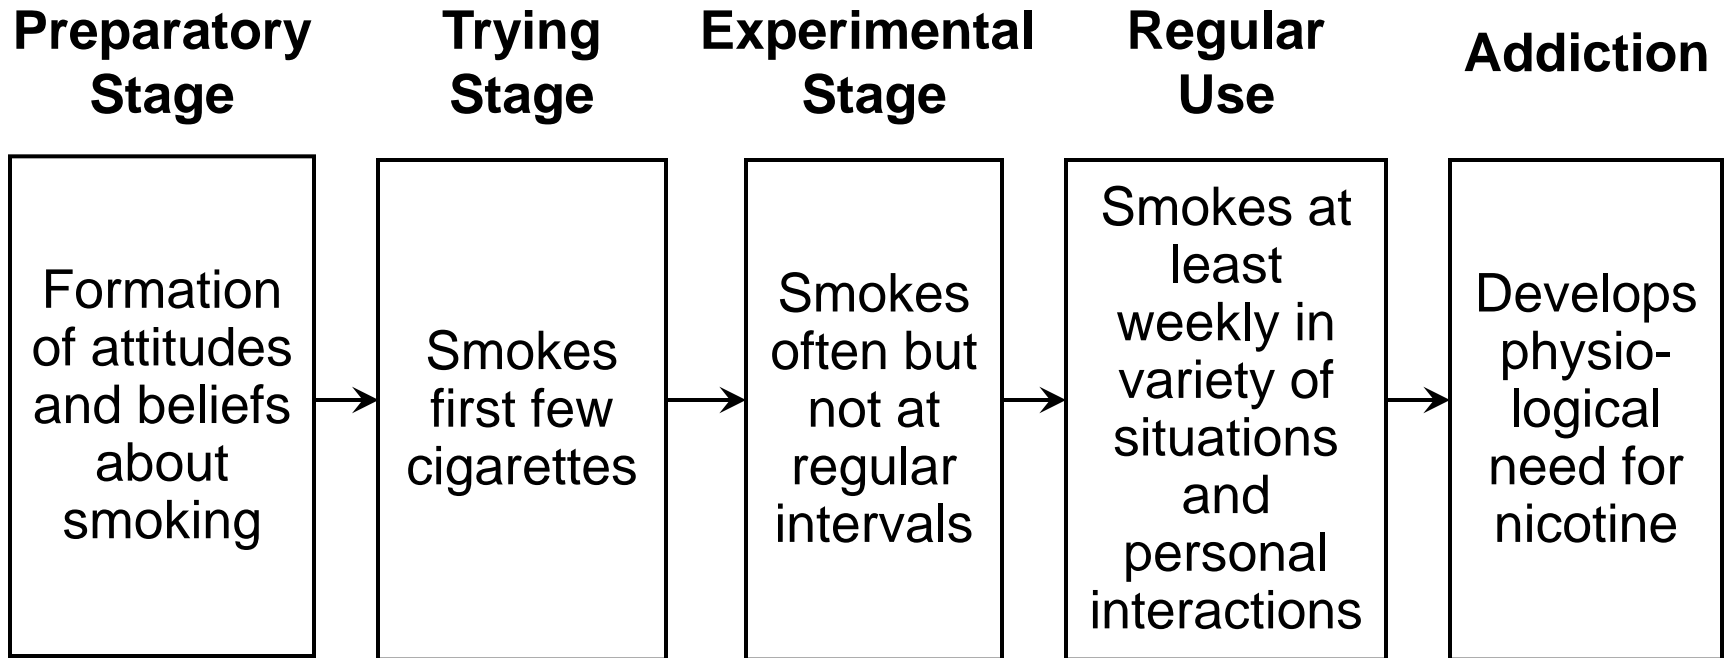 Preparatory
Stage
Trying
Stage
Experimental
Stage
Regular
Use
Addiction
Formation
of attitudes
and beliefs
about
smoking
Smokes
first few
cigarettes
Smokes
often but
not at
regular
intervals
Smokes at
least
weekly in
variety of
situations
and
personal
interactions
Develops
physio-
logical
need for
nicotine